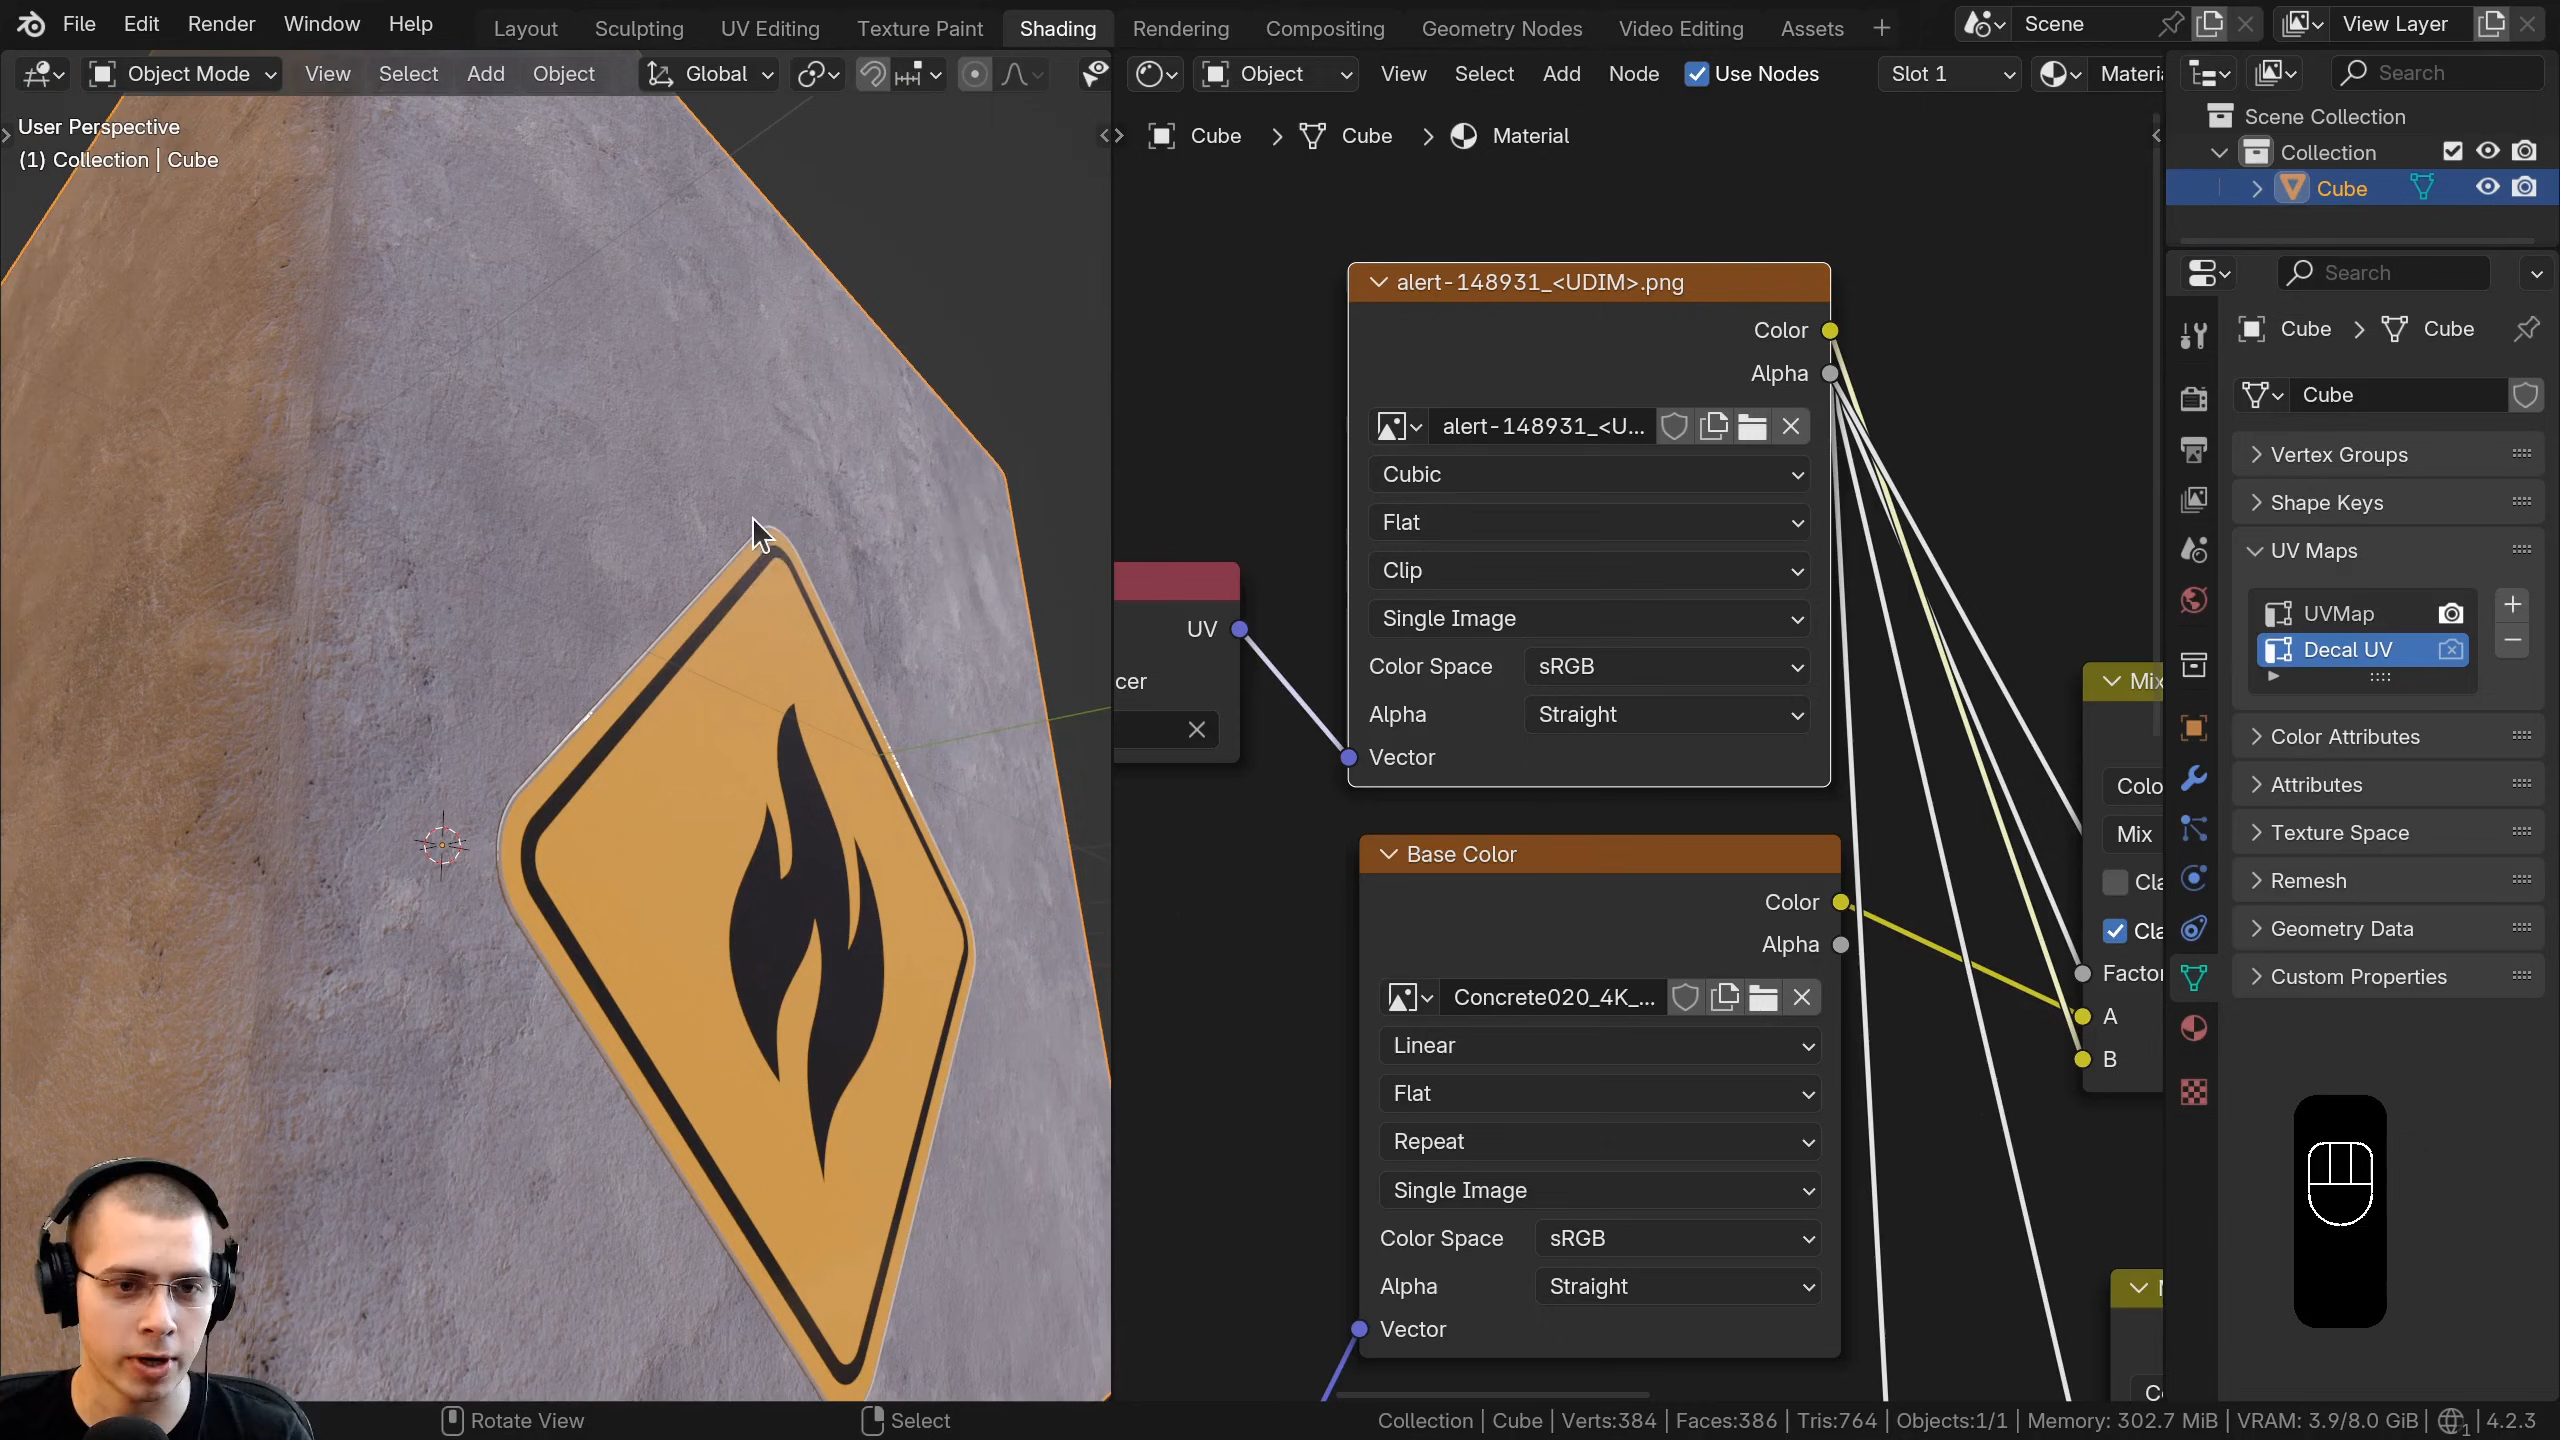 File Edit Render Window Help Layout Sculpting UV Editing Texture Paint Shading Rendering Compositing Geometry Nodes Video Editing Assets + Scene View Layer
Object Mode View Select Add Object Global Object View Select Add Node Use Nodes Slot 1 Materi Search
User Perspective
(1) Collection | Cube
Cube > Cube > Material
Scene Collection
Collection
Cube
alert-148931_<UDIM>.png
Color
Alpha
alert-148931_<U...
Cubic
Flat
Clip
Single Image
Color Space sRGB
Alpha Straight
Vector
UV
cer
Base Color
Color
Alpha
Concrete020_4K_...
Linear
Flat
Repeat
Single Image
Color Space sRGB
Alpha Straight
Vector
Mix
Colo
Mix
Cla
Cla
Factor
A
B
Search
Cube > Cube
Cube
Vertex Groups
Shape Keys
UV Maps
UVMap
Decal UV
Color Attributes
Attributes
Texture Space
Remesh
Geometry Data
Custom Properties
Rotate View Select Collection | Cube | Verts:384 | Faces:386 | Tris:764 | Objects:1/1 | Memory: 302.7 MiB | VRAM: 3.9/8.0 GiB | 4.2.3